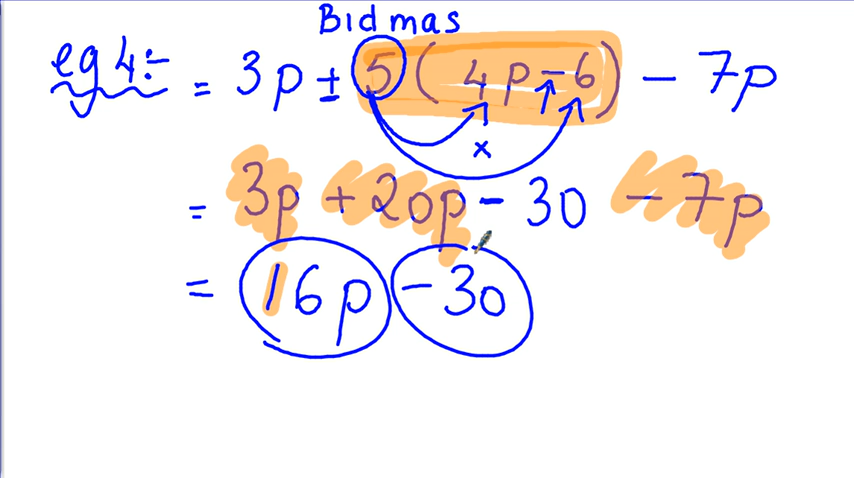 Bidmas
eg 4:- = 3p ± 5 ( 4p - 6 ) - 7p
x
= 3p + 20p - 30 - 7p
= 16p - 30